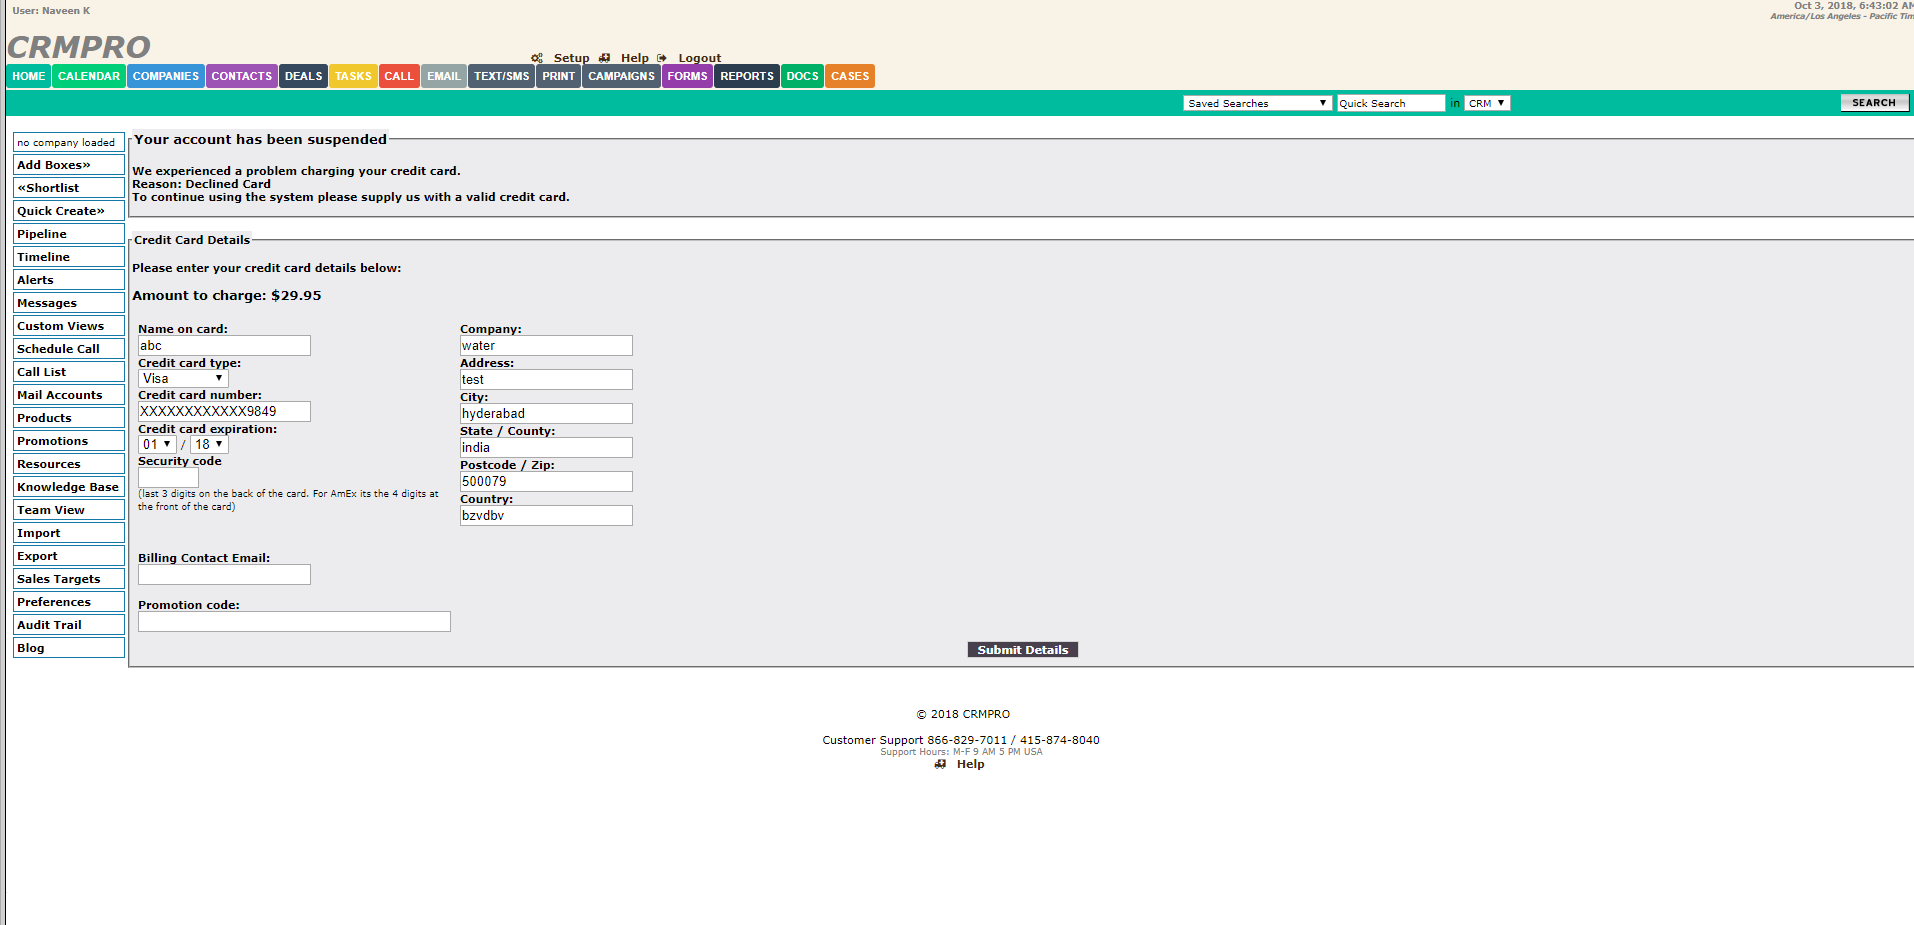 User: Naveen K
Oct 3, 2018, 6:43:02 AM
America/Los Angeles - Pacific Tim
CRMPRO
Setup Help Logout
HOME CALENDAR COMPANIES CONTACTS DEALS TASKS CALL EMAIL TEXT/SMS PRINT CAMPAIGNS FORMS REPORTS DOCS CASES
Saved Searches Quick Search in CRM SEARCH
no company loaded
Add Boxes»
«Shortlist
Quick Create»
Pipeline
Timeline
Alerts
Messages
Custom Views
Schedule Call
Call List
Mail Accounts
Products
Promotions
Resources
Knowledge Base
Team View
Import
Export
Sales Targets
Preferences
Audit Trail
Blog
Your account has been suspended
We experienced a problem charging your credit card.
Reason: Declined Card
To continue using the system please supply us with a valid credit card.
Credit Card Details
Please enter your credit card details below:
Amount to charge: $29.95
Name on card:
abc
Credit card type:
Visa
Credit card number:
XXXXXXXXXXXX9849
Credit card expiration:
01 / 18
Security code
(last 3 digits on the back of the card. For AmEx its the 4 digits at
the front of the card)
Company:
water
Address:
test
City:
hyderabad
State / County:
india
Postcode / Zip:
500079
Country:
bzvdbv
Billing Contact Email:
Promotion code:
Submit Details
© 2018 CRMPRO
Customer Support 866-829-7011 / 415-874-8040
Support Hours: M-F 9 AM 5 PM USA
Help